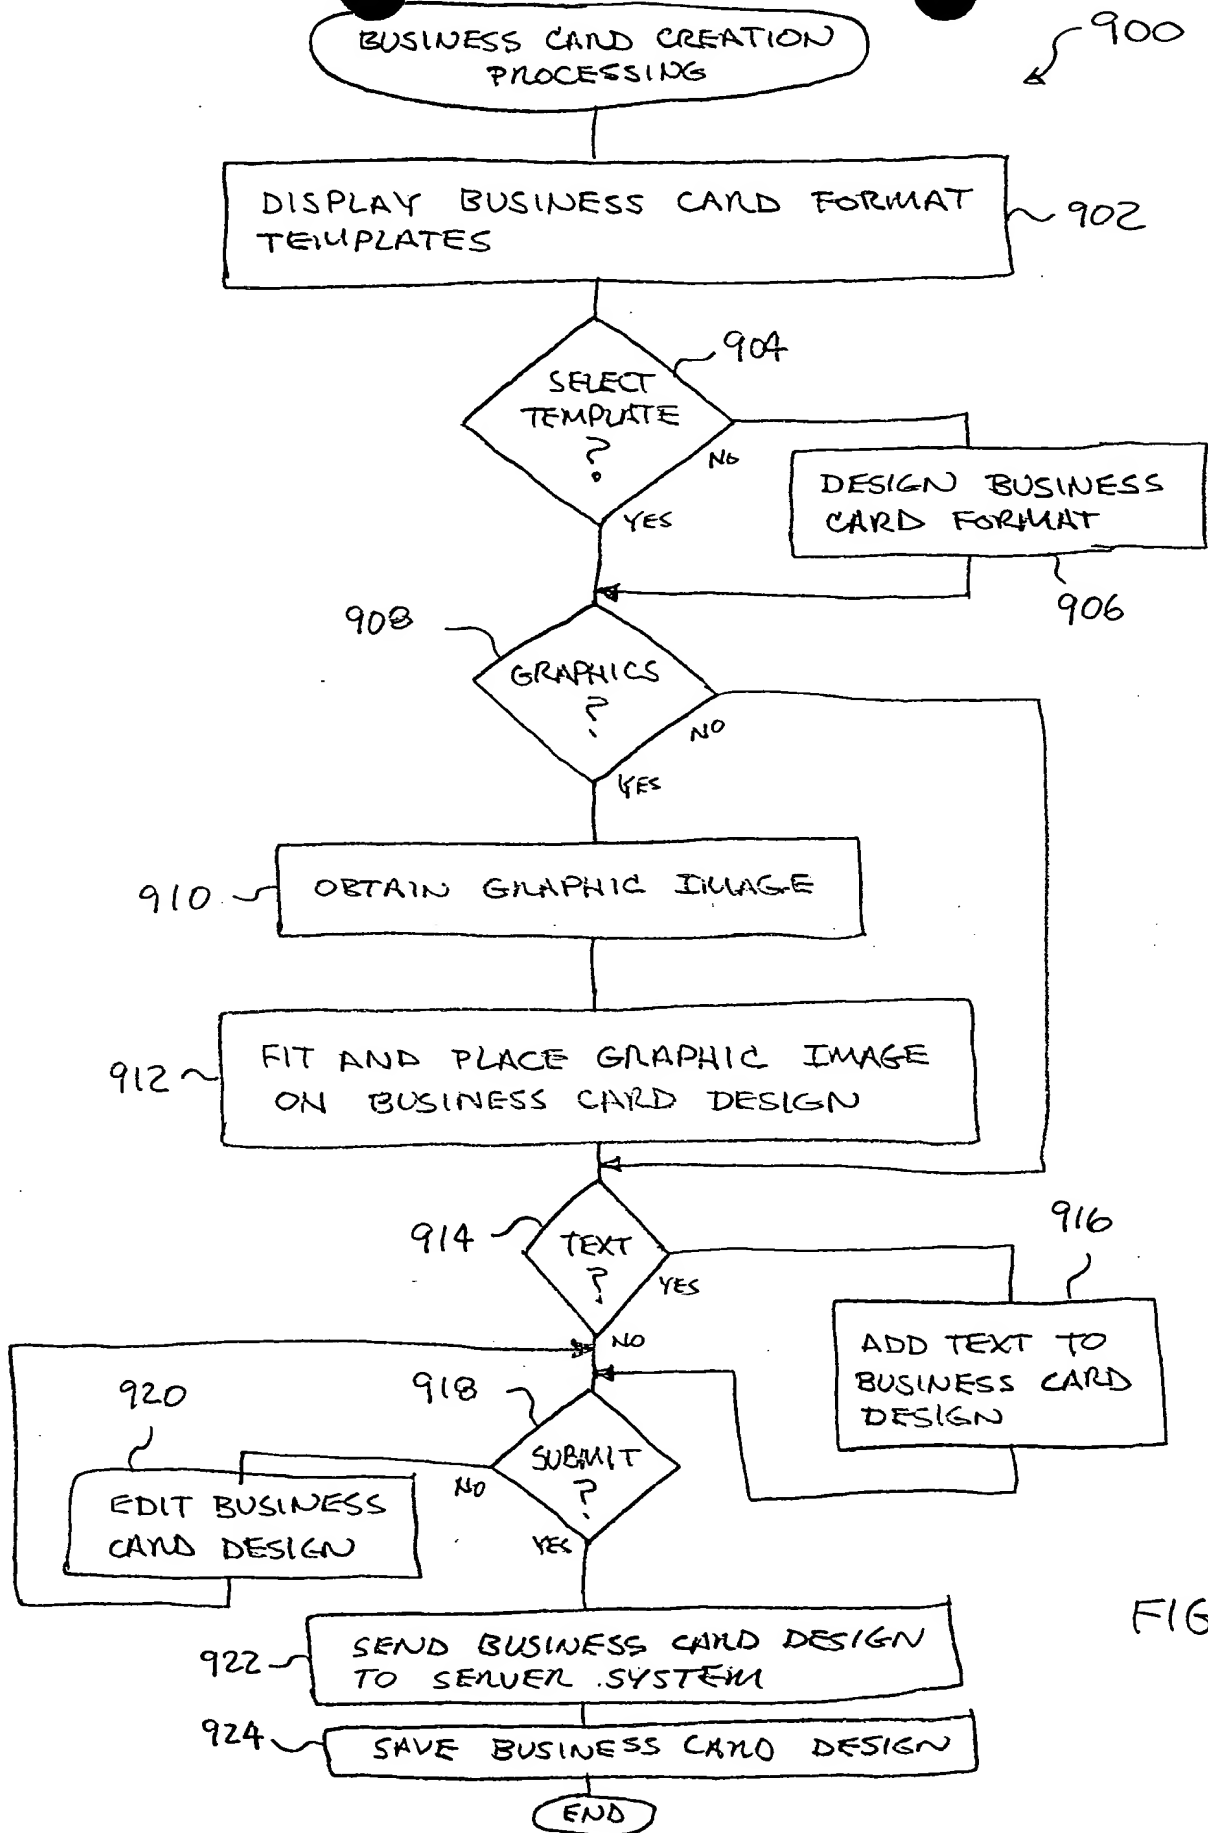 BUSINESS CARD CREATION
PROCESSING
900
DISPLAY BUSINESS CARD FORMAT
TEMPLATES
902
904
SELECT
TEMPLATE
?
NO
YES
DESIGN BUSINESS
CARD FORMAT
906
908
GRAPHICS
?
NO
YES
910
OBTAIN GRAPHIC IMAGE
912
FIT AND PLACE GRAPHIC IMAGE
ON BUSINESS CARD DESIGN
914
TEXT
?
YES
NO
916
ADD TEXT TO
BUSINESS CARD
DESIGN
918
SUBMIT
?
NO
YES
920
EDIT BUSINESS
CARD DESIGN
922
SEND BUSINESS CARD DESIGN
TO SERVER SYSTEM
924
SAVE BUSINESS CARD DESIGN
END
FIG